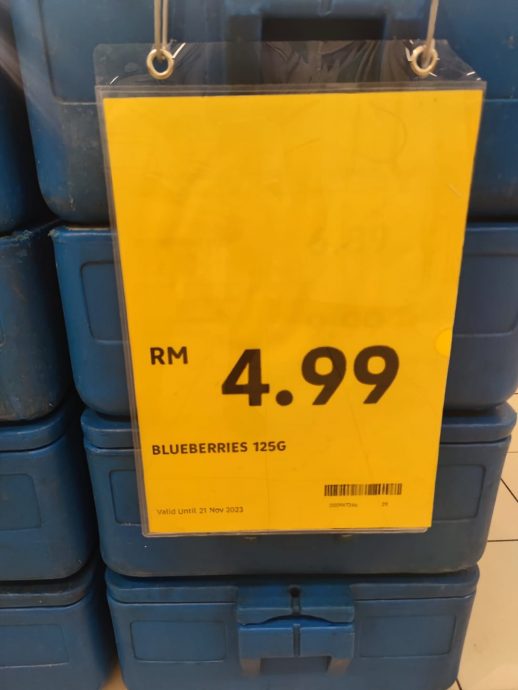 RM 4.99
BLUEBERRIES 125G
Valid Until 21 Nov 2023